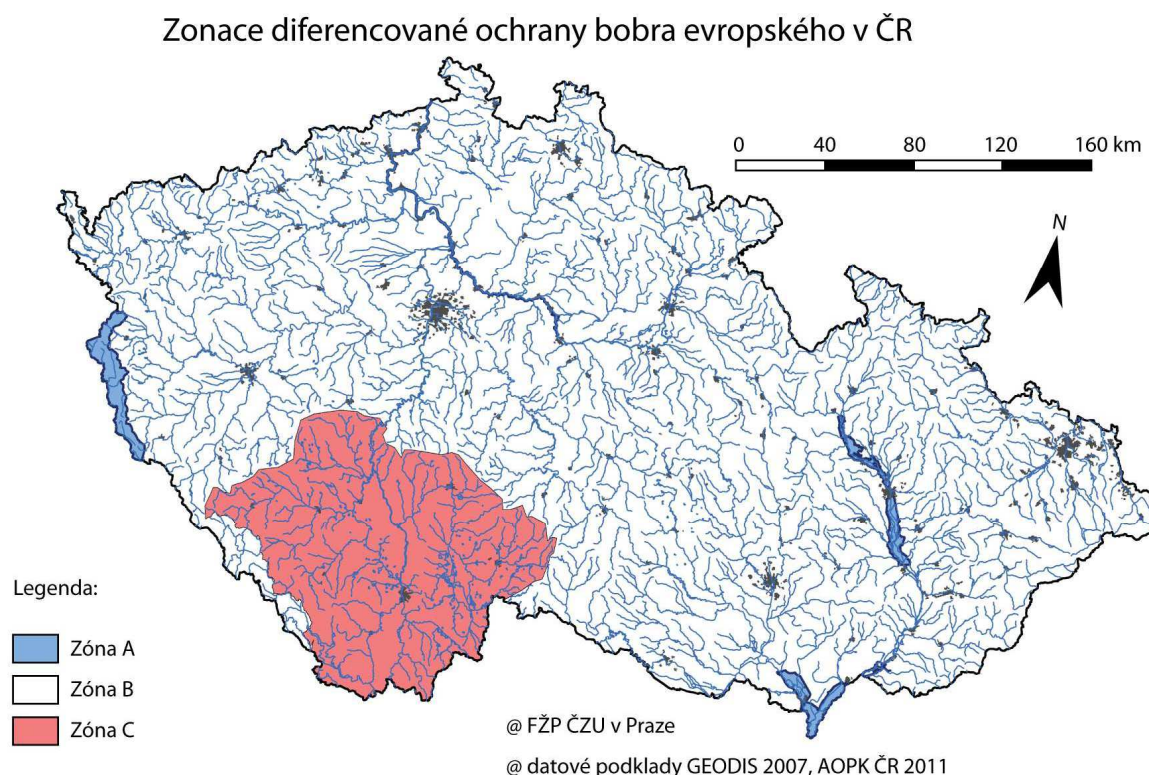 Zonace diferencované ochrany bobra evropského v ČR
0 40 80 120 160 km
N
Legenda:
Zóna A
Zóna B
Zóna C
@ FŽP ČZU v Praze
@ datové podklady GEODIS 2007, AOPK ČR 2011